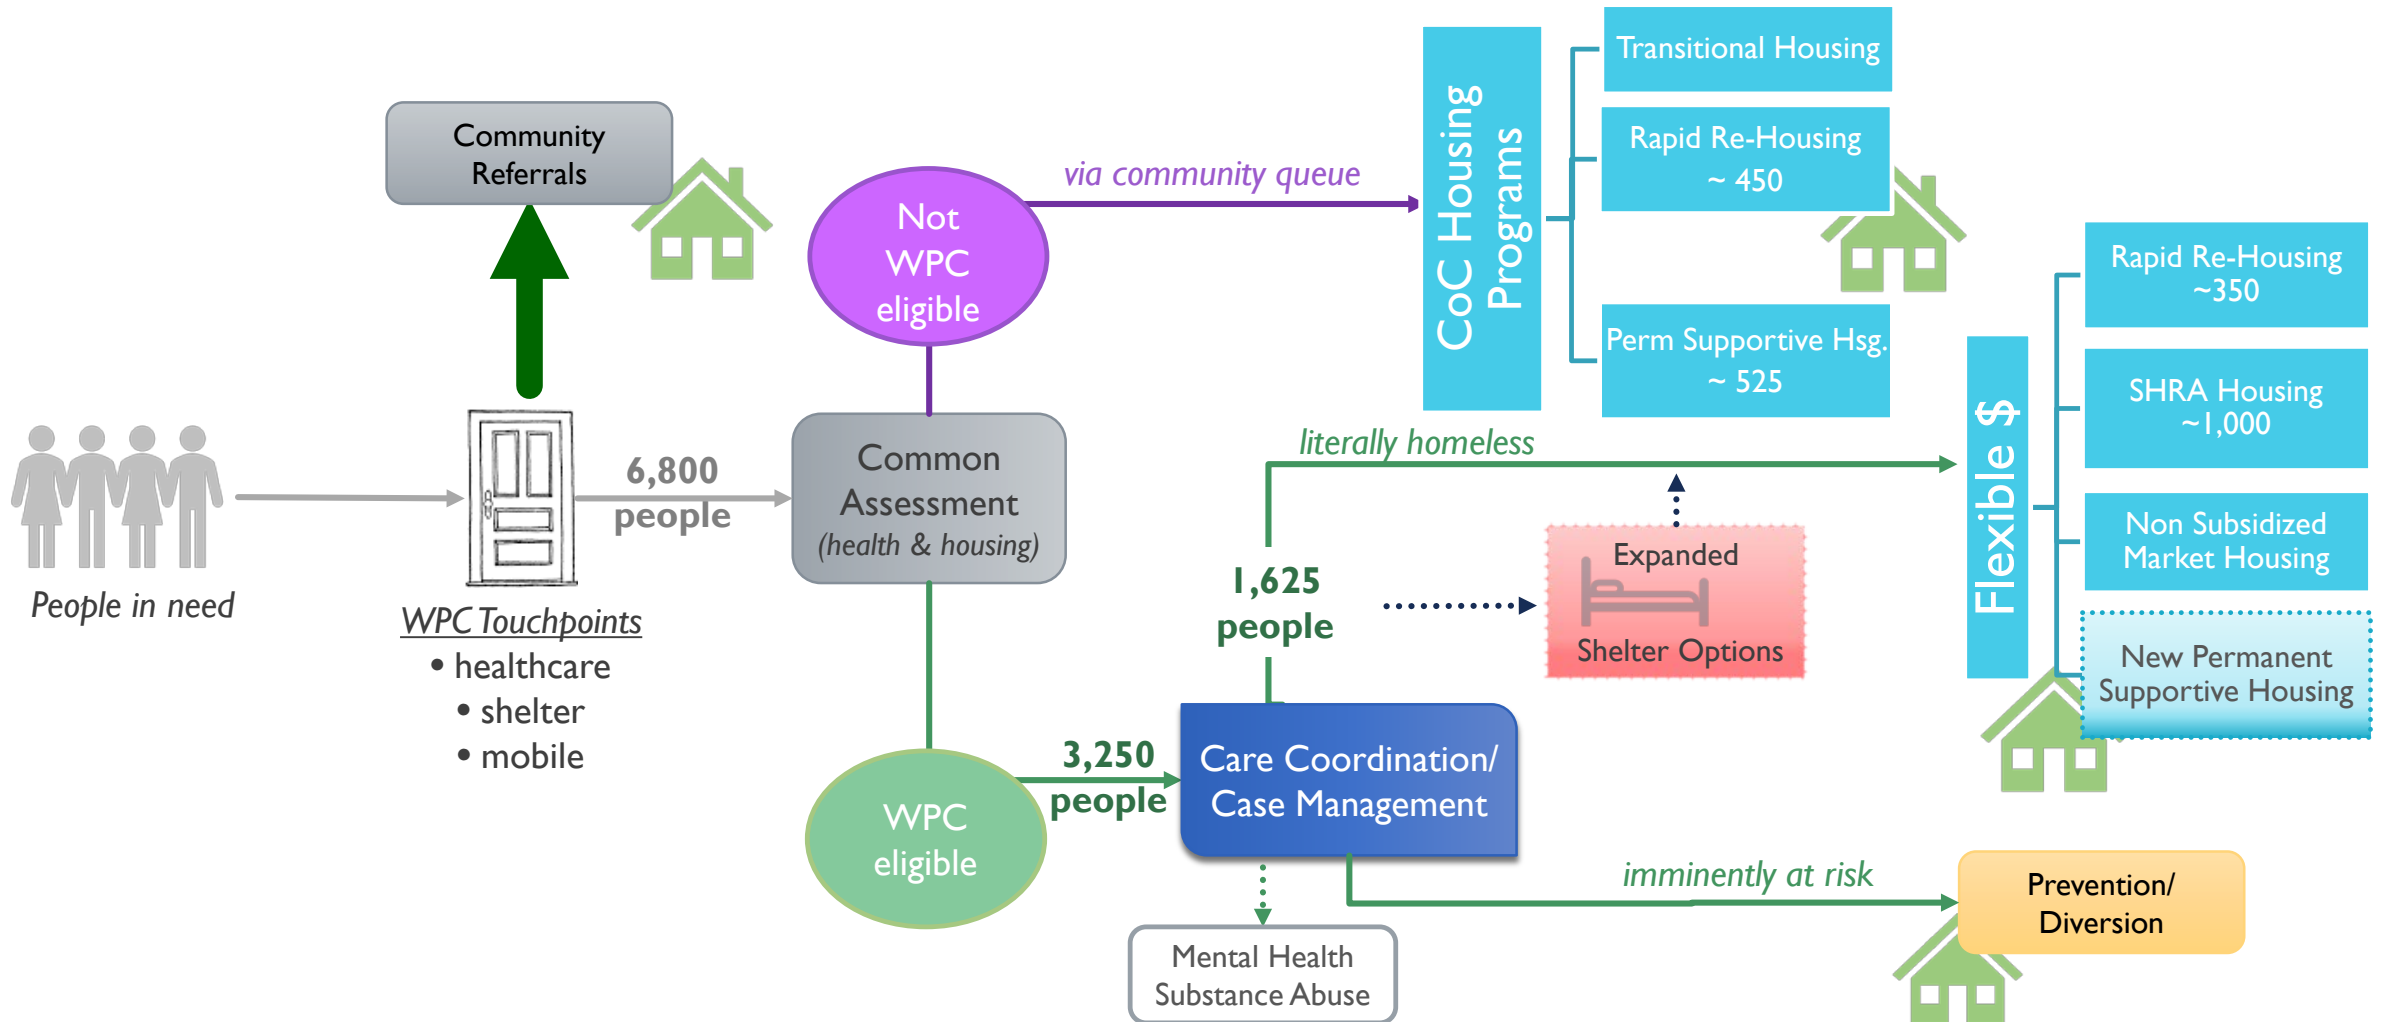 Community
Referrals
People in need
WPC Touchpoints
• healthcare
• shelter
• mobile
6,800
people
Common
Assessment
(health & housing)
Not
WPC
eligible
via community queue
CoC Housing
Programs
Transitional Housing
Rapid Re-Housing
~ 450
Perm Supportive Hsg.
~ 525
WPC
eligible
3,250
people
Care Coordination/
Case Management
Mental Health
Substance Abuse
1,625
people
literally homeless
Expanded
Shelter Options
Flexible $
Rapid Re-Housing
~350
SHRA Housing
~1,000
Non Subsidized
Market Housing
New Permanent
Supportive Housing
imminently at risk
Prevention/
Diversion